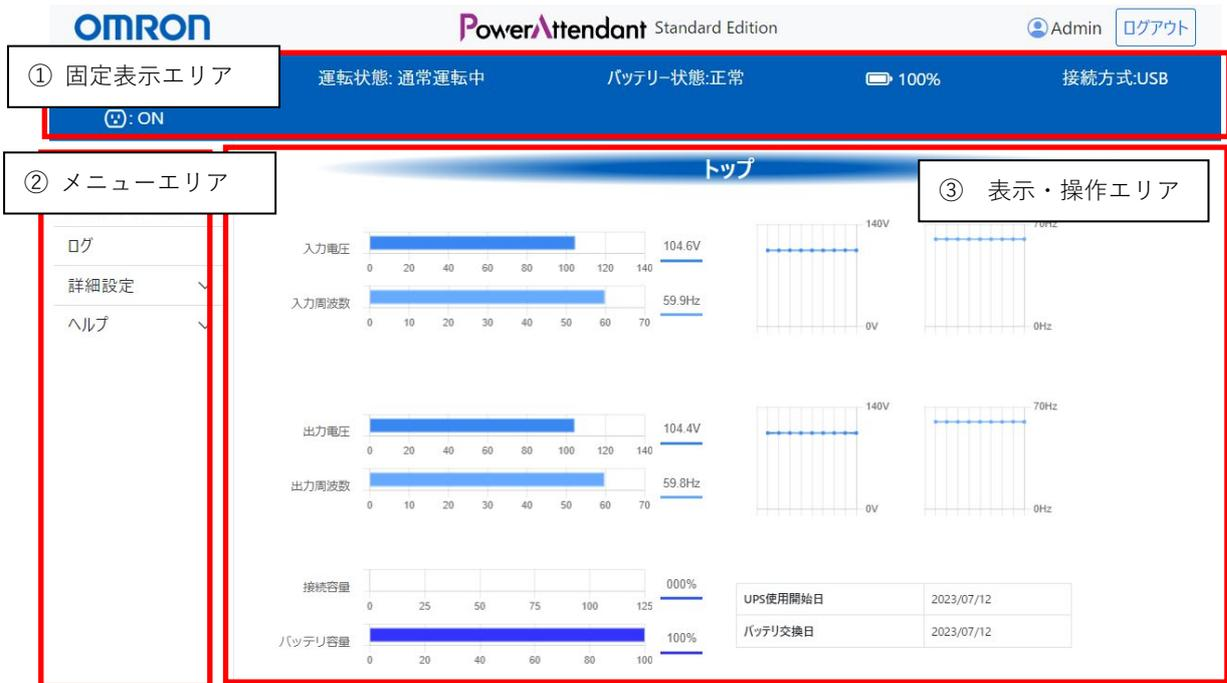 OMRON
PowerAttendant Standard Edition
Admin ログアウト
① 固定表示エリア
運転状態: 通常運転中 バッテリー状態:正常 100% 接続方式:USB
: ON
② メニューエリア
トップ
③ 表示・操作エリア
ログ
詳細設定
ヘルプ
入力電圧 104.6V
0 20 40 60 80 100 120 140
入力周波数 59.9Hz
0 10 20 30 40 50 60 70
140V 70Hz
0V 0Hz
出力電圧 104.4V
0 20 40 60 80 100 120 140
出力周波数 59.8Hz
0 10 20 30 40 50 60 70
140V 70Hz
0V 0Hz
接続容量 000%
0 25 50 75 100 125
バッテリ容量 100%
0 20 40 60 80 100
UPS使用開始日 2023/07/12
バッテリ交換日 2023/07/12